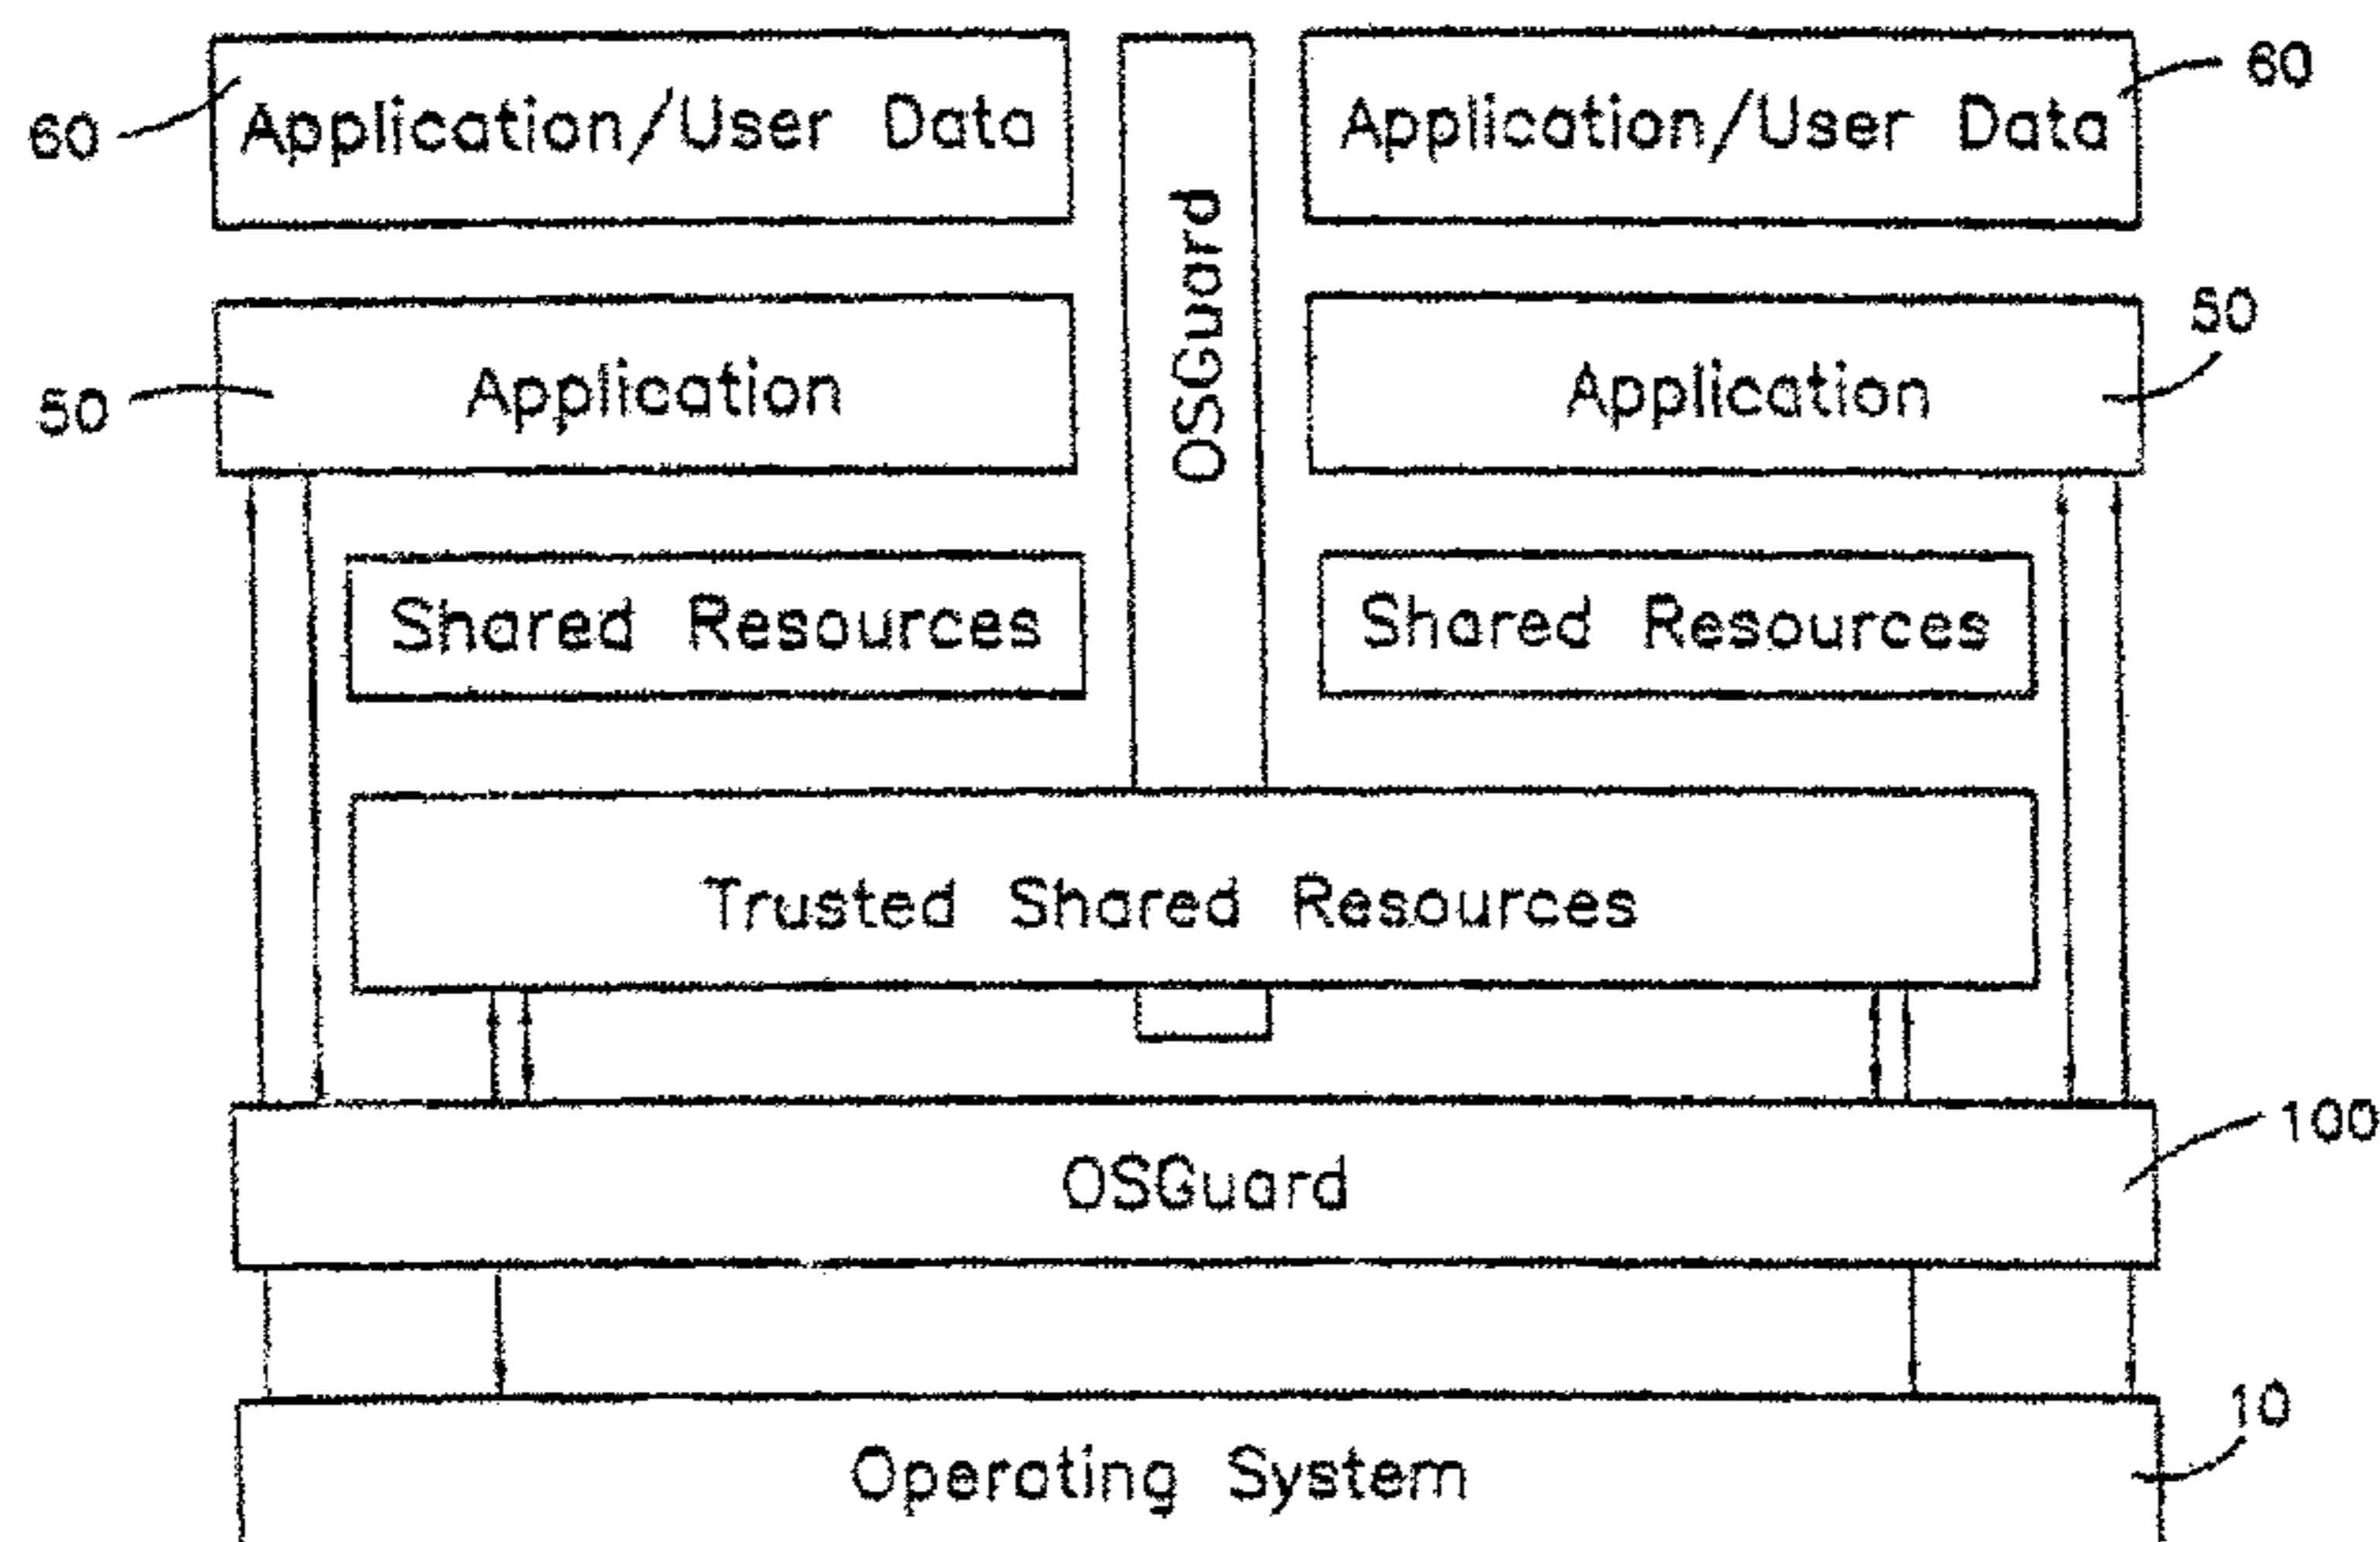 60
Application/User Data
Application/User Data
60
OSGuard
50
Application
Application
50
Shared Resources
Shared Resources
Trusted Shared Resources
OSGuard
100
Operating System
10